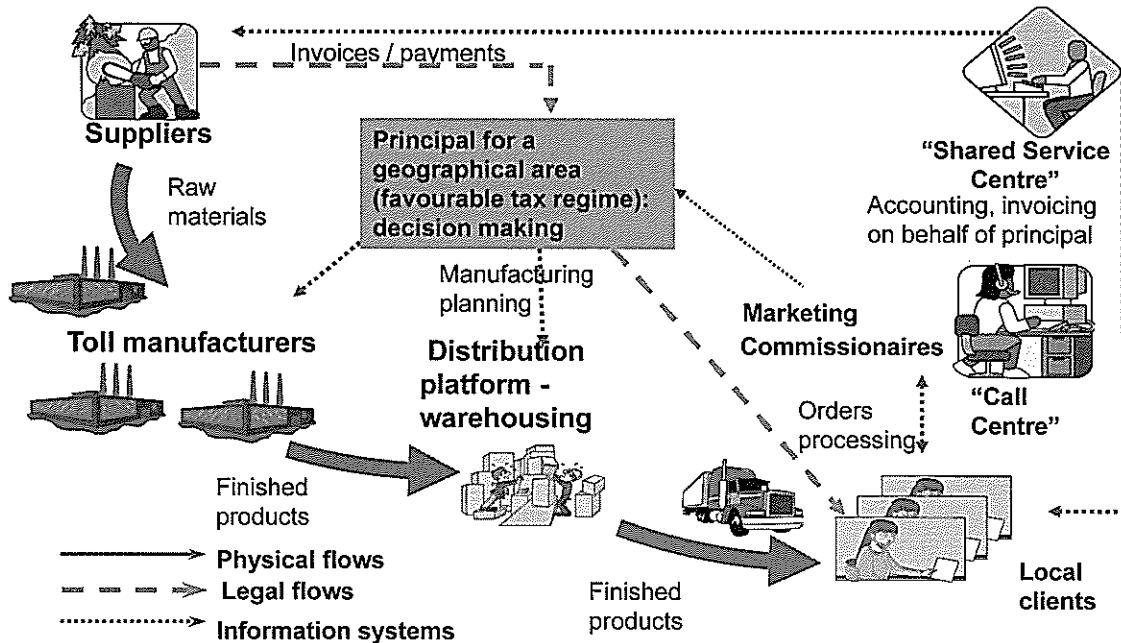 Invoices / payments
Suppliers
Principal for a
geographical area
(favourable tax regime):
decision making
“Shared Service
Centre”
Accounting, invoicing
on behalf of principal
Raw
materials
Manufacturing
planning
Marketing
Commissionaires
Toll manufacturers
Distribution
platform -
warehousing
“Call
Centre”
Orders
processing
Finished
products
Physical flows
Legal flows
Information systems
Finished
products
Local
clients